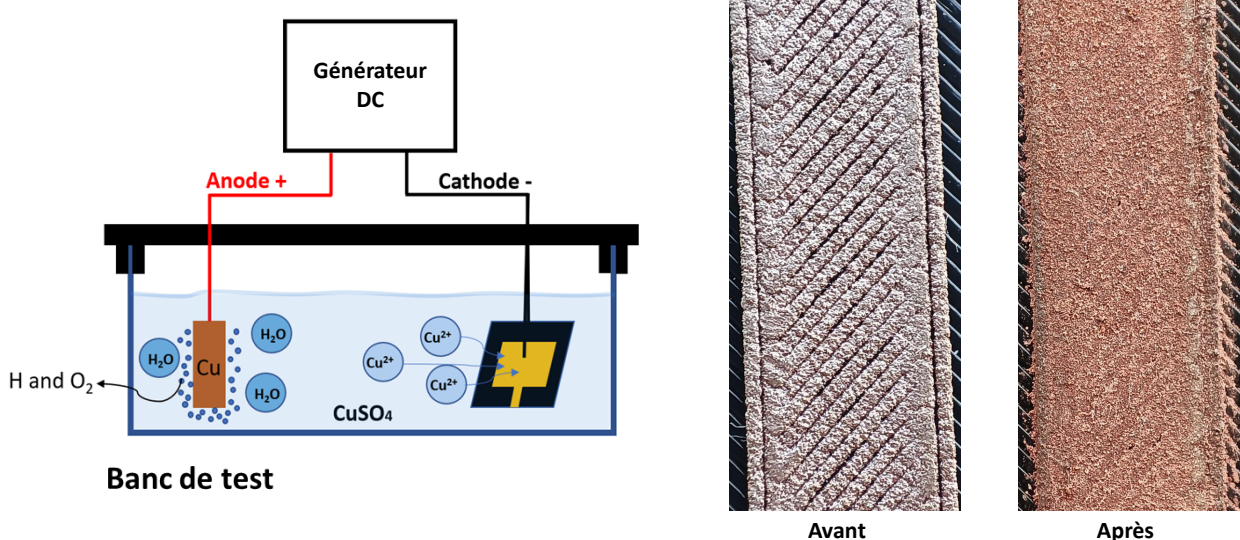 Générateur
DC
Anode +
Cathode -
H₂O
H₂O
Cu
H₂O
Cu²⁺
Cu²⁺
Cu²⁺
H and O₂
CuSO₄
Banc de test
Avant
Après